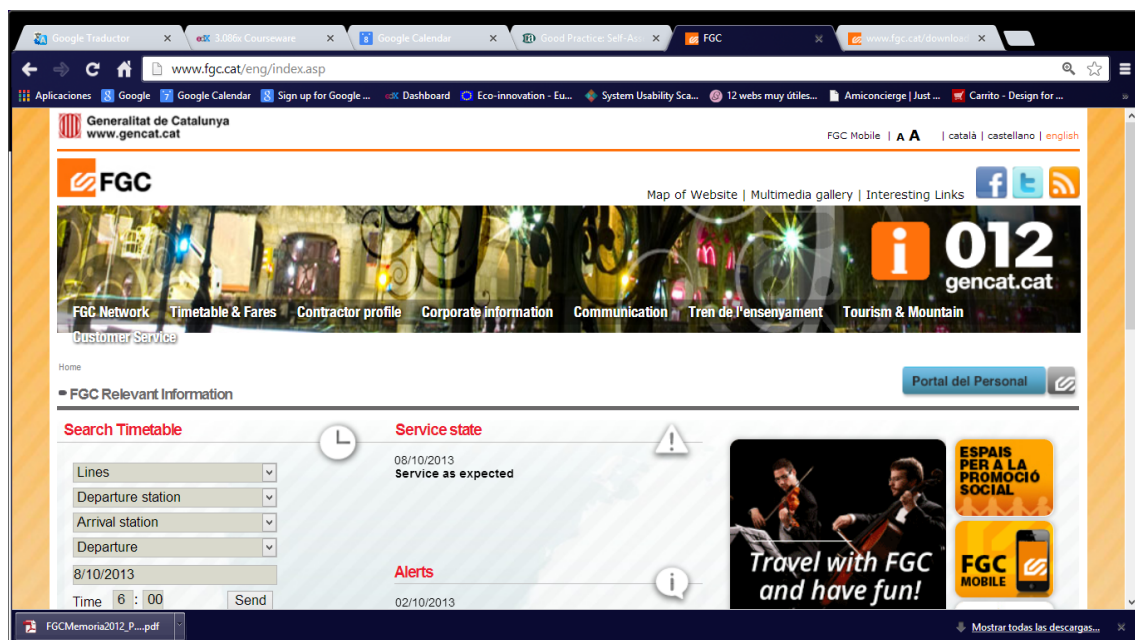 Google Traductor
edX 3.086x Courseware
8 Google Calendar
Good Practice: Self-As
FGC
www.fgc.cat/downloa
www.fgc.cat/eng/index.asp
Aplicaciones
8 Google
7 Google Calendar
8 Sign up for Google ...
edX Dashboard
Eco-innovation - Eu...
System Usability Sca...
12 webs muy útiles...
Amiconcierge | Just ...
Carrito - Design for ...
Generalitat de Catalunya
www.gencat.cat
FGC Mobile | A A | català | castellano | english
FGC
Map of Website | Multimedia gallery | Interesting Links
i 012
gencat.cat
FGC Network Timetable & Fares Contractor profile Corporate information Communication Tren de l'ensenyament Tourism & Mountain
Customer Service
Home
Portal del Personal
FGC Relevant Information
Search Timetable
Lines
Departure station
Arrival station
Departure
8/10/2013
Time 6 : 00 Send
Service state
08/10/2013
Service as expected
Alerts
02/10/2013
Travel with FGC
and have fun!
ESPAIS
PER A LA
PROMOCIÓ
SOCIAL
FGC
MOBILE
FGCMemoria2012_P....pdf
Mostrar todas las descargas...